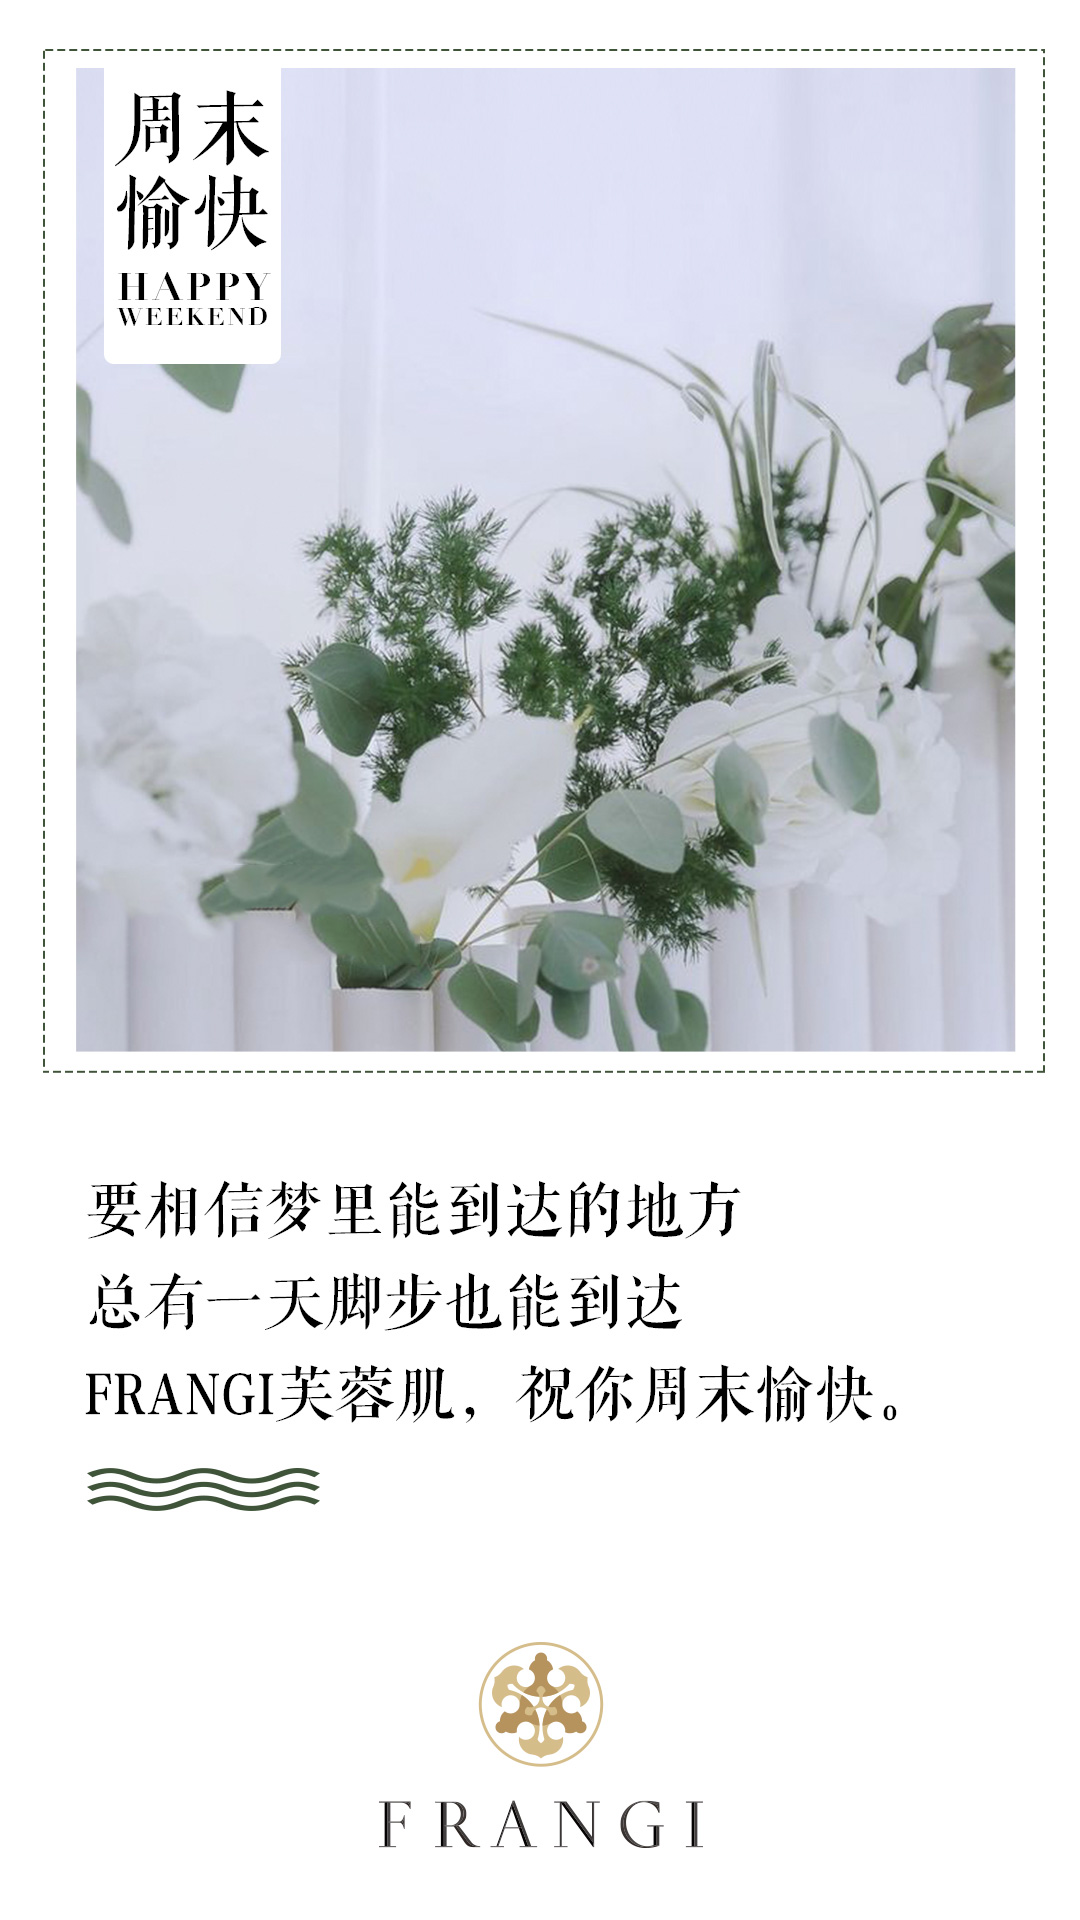 周末
愉快
HAPPY
WEEKEND
要相信梦里能到达的地方
总有一天脚步也能到达
FRANGI芙蓉肌，祝你周末愉快。
FRANGI